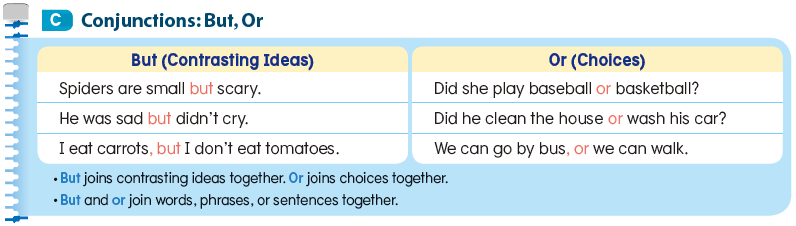 C Conjunctions: But, Or
But (Contrasting Ideas) Or (Choices)
Spiders are small but scary. Did she play baseball or basketball?
He was sad but didn't cry. Did he clean the house or wash his car?
I eat carrots, but I don't eat tomatoes. We can go by bus, or we can walk.
• But joins contrasting ideas together. Or joins choices together.
• But and or join words, phrases, or sentences together.